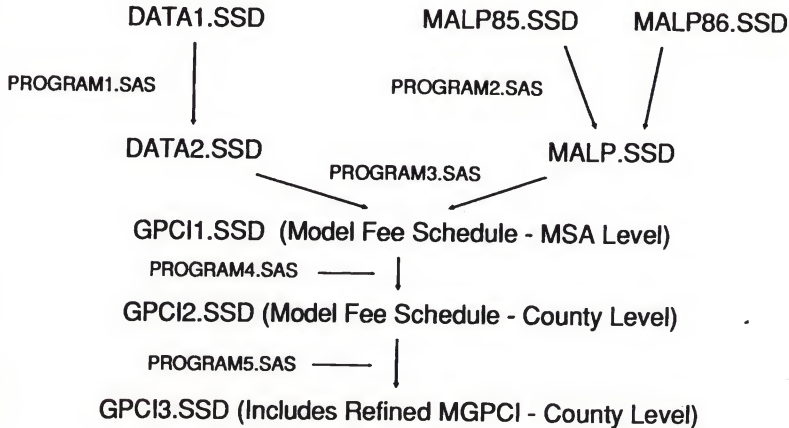 DATA1.SSD
MALP85.SSD
MALP86.SSD
PROGRAM1.SAS
PROGRAM2.SAS
DATA2.SSD
MALP.SSD
PROGRAM3.SAS
GPCI1.SSD (Model Fee Schedule - MSA Level)
PROGRAM4.SAS
GPCI2.SSD (Model Fee Schedule - County Level)
PROGRAM5.SAS
GPCI3.SSD (Includes Refined MGPCI - County Level)